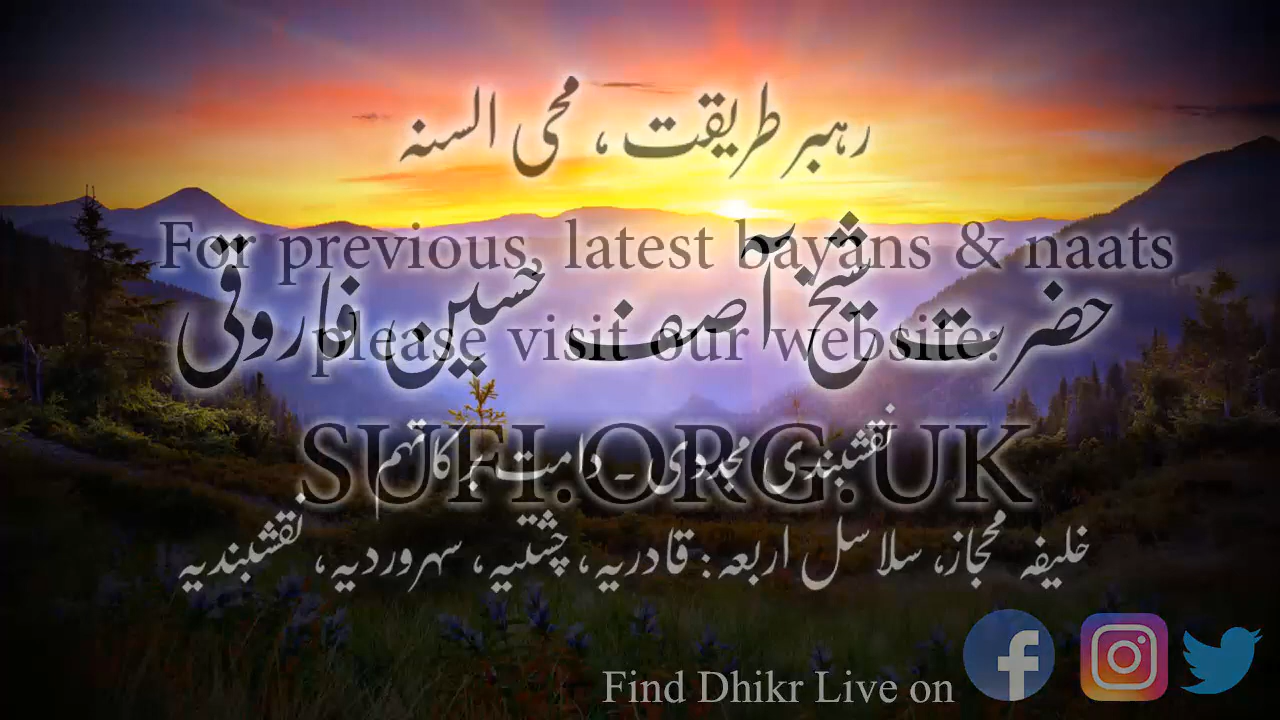 رہبر طریقت، محی السنہ
For previous, latest bayans & naats
حضرت شیخ آصف حسین فاروقی
please visit our website:
نقشبندی مجددی ۔ دامت برکاتہم
SUFI.ORG.UK
خلیفہ مجاز، سلاسل اربعہ: قادریہ، چشتیہ، سہروردیہ، نقشبندیہ
Find Dhikr Live on